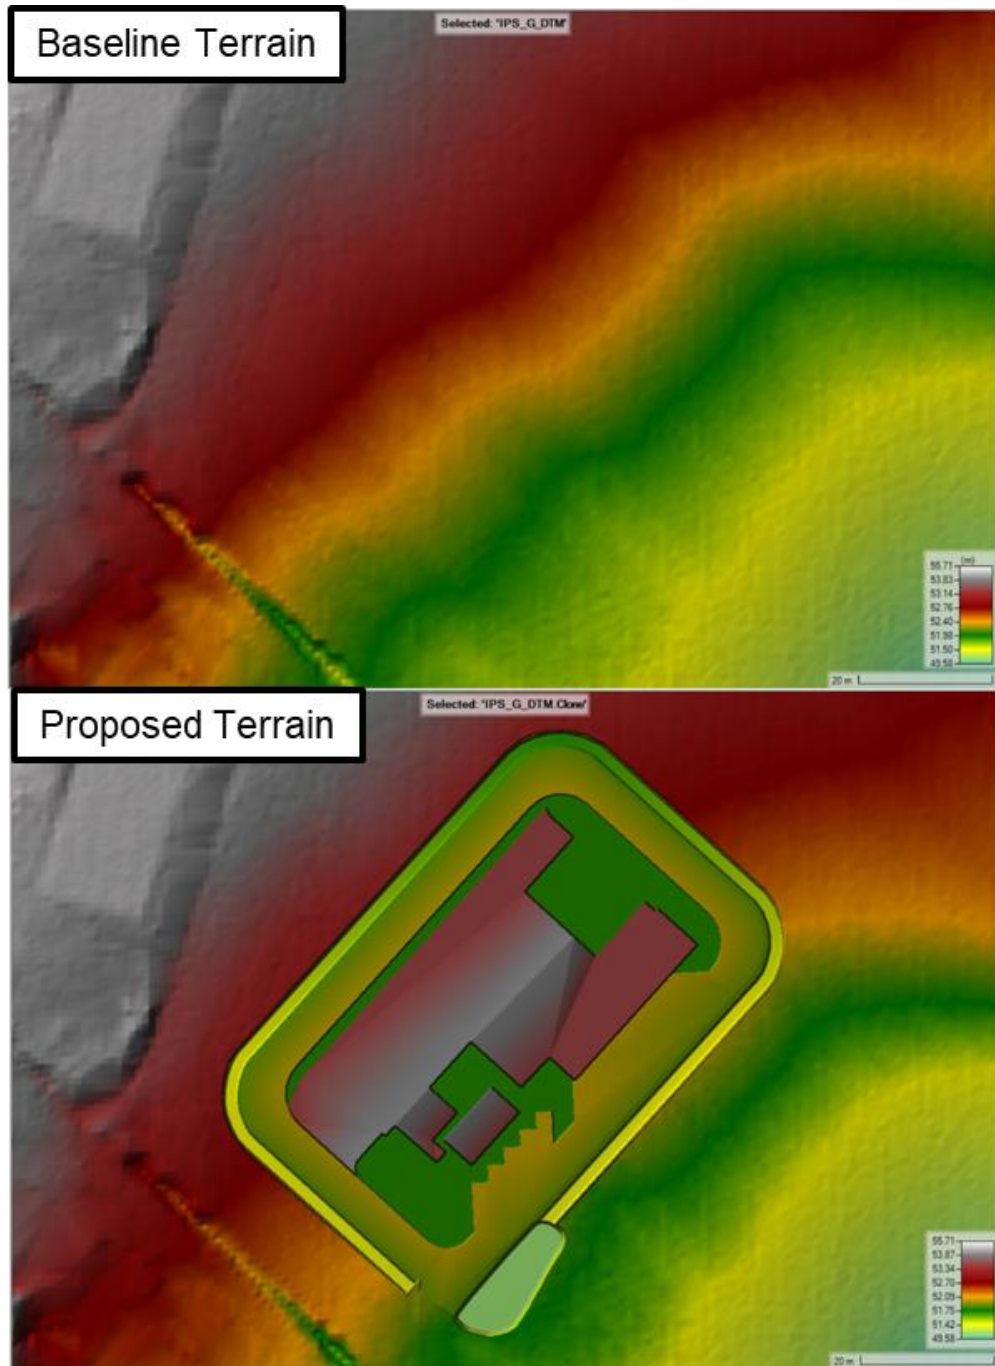 Baseline Terrain
Selected: "IPS_G_DTM"
(m)
55.71
53.83
53.14
52.76
52.40
51.98
51.50
49.58
20 m
Proposed Terrain
Selected: "IPS_G_DTM.Clone"
55.71
53.87
53.34
52.70
52.09
51.75
51.42
49.58
20 m